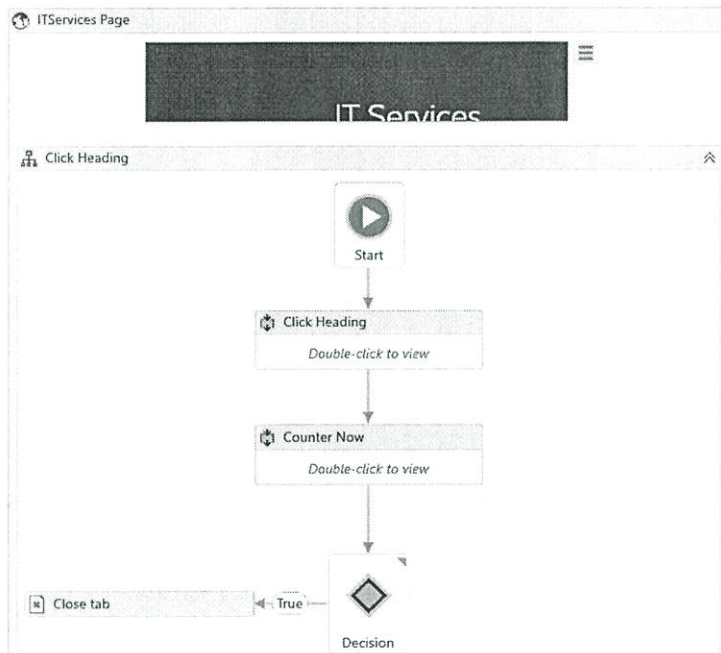 ITServices Page
IT Services
Click Heading
Start
Click Heading
Double-click to view
Counter Now
Double-click to view
Close tab
True
Decision